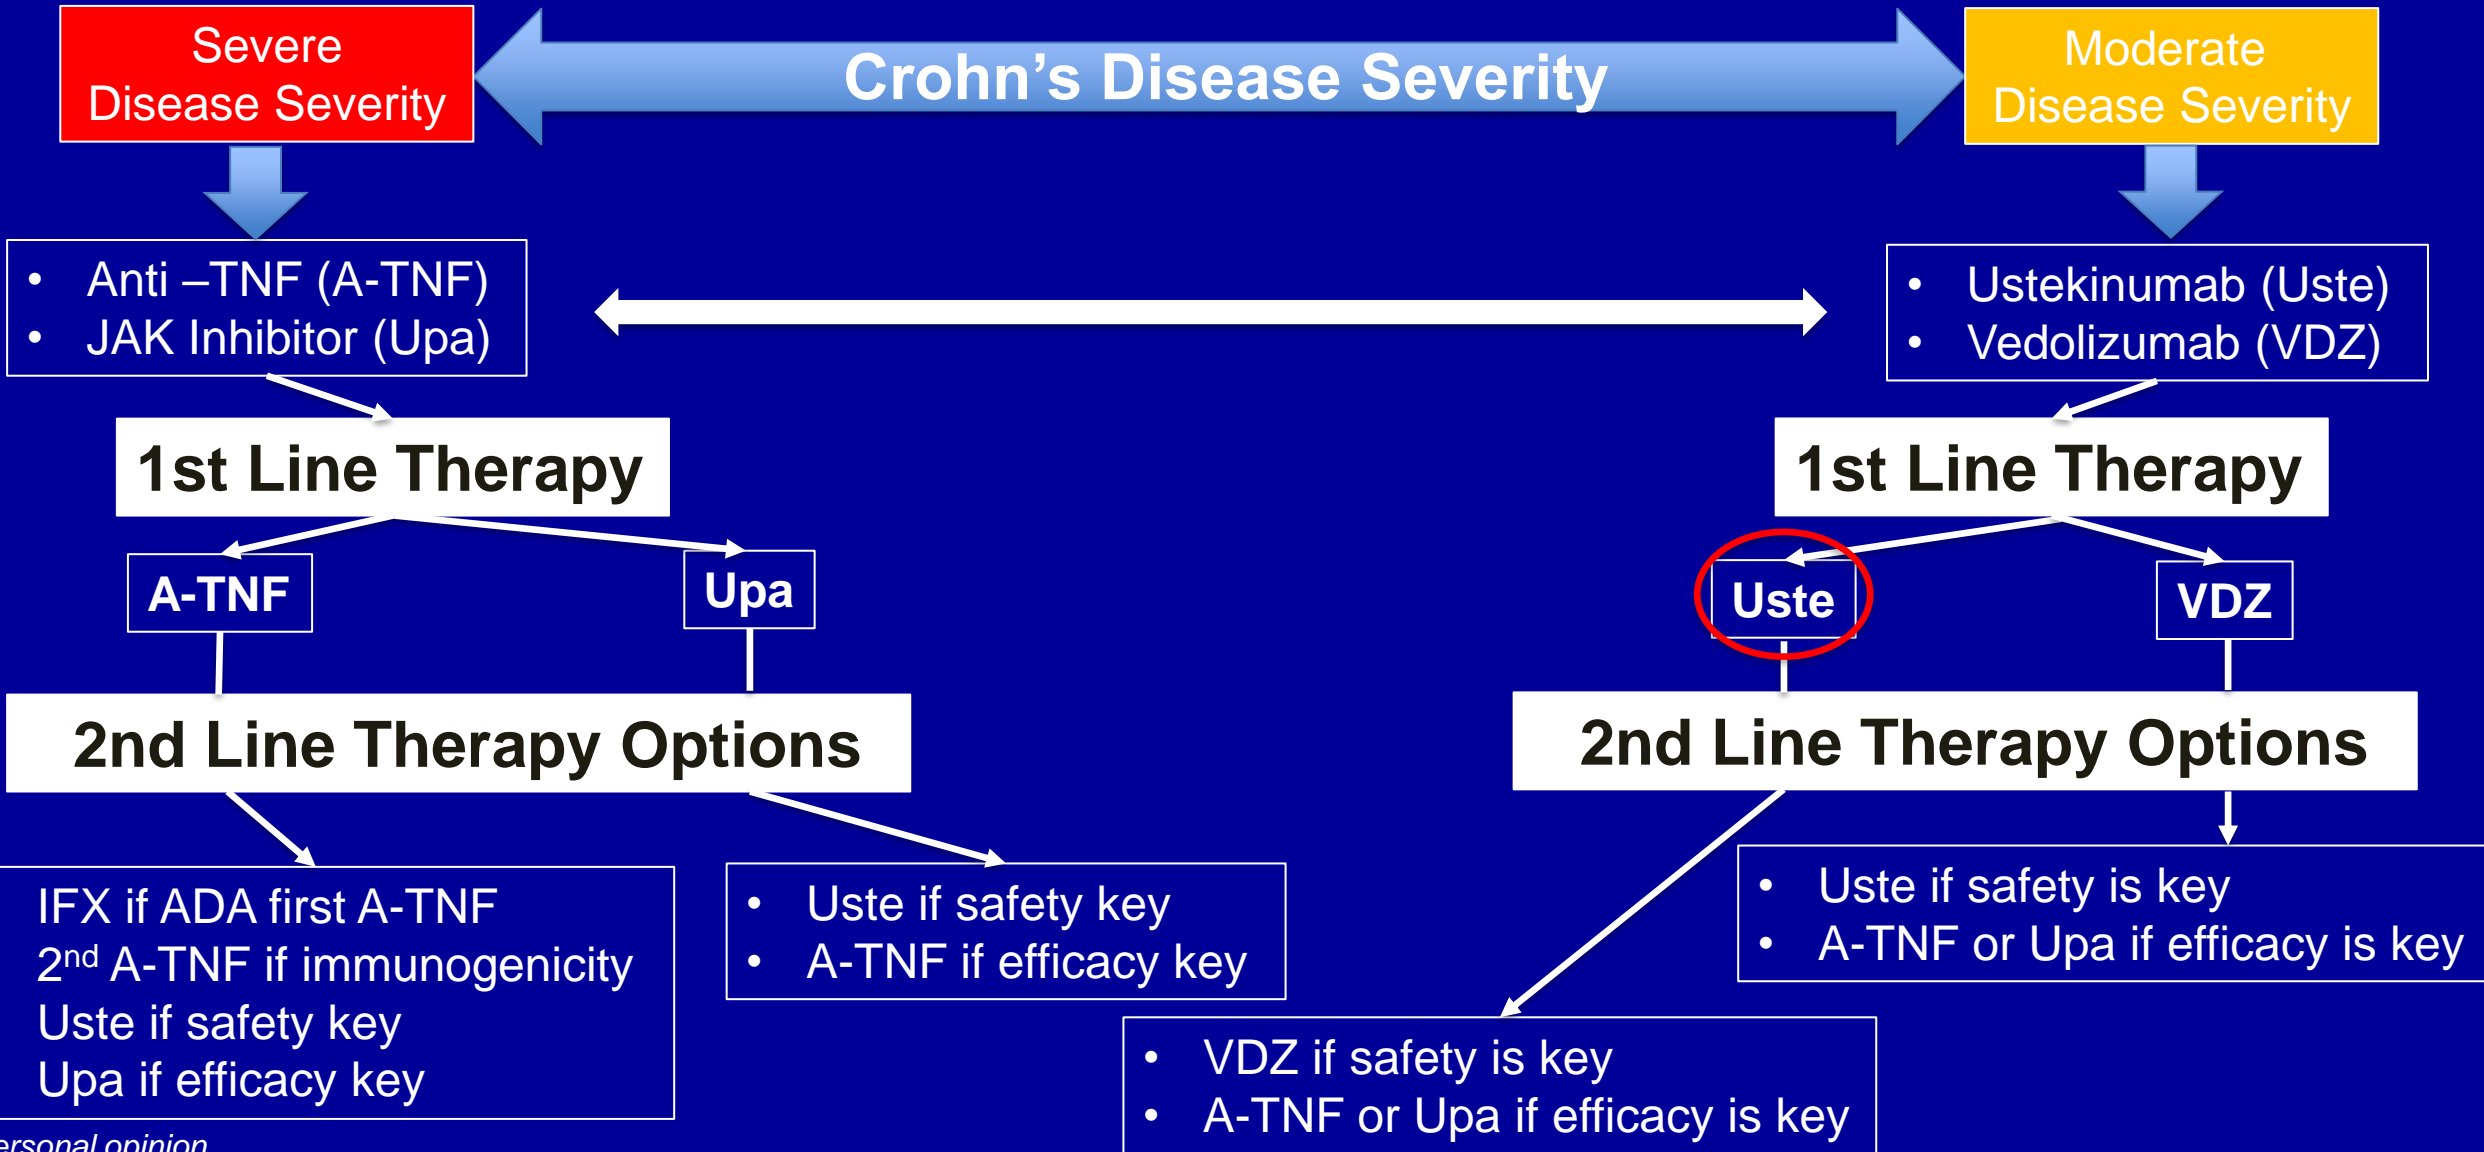 Severe
Disease Severity
Crohn's Disease Severity
Moderate
Disease Severity
• Anti –TNF (A-TNF)
• JAK Inhibitor (Upa)
• Ustekinumab (Uste)
• Vedolizumab (VDZ)
1st Line Therapy
1st Line Therapy
A-TNF
Upa
Uste
VDZ
2nd Line Therapy Options
2nd Line Therapy Options
IFX if ADA first A-TNF
2nd A-TNF if immunogenicity
Uste if safety key
Upa if efficacy key
• Uste if safety key
• A-TNF if efficacy key
• VDZ if safety is key
• A-TNF or Upa if efficacy is key
• Uste if safety is key
• A-TNF or Upa if efficacy is key
ersonal opinion